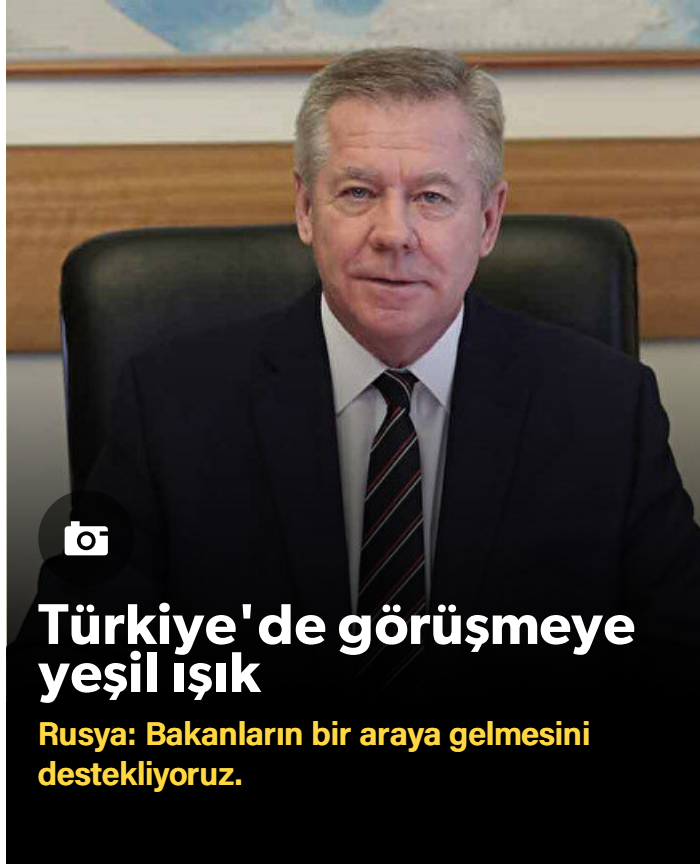 Türkiye'de görüşmeye
yeşil ışık
Rusya: Bakanların bir araya gelmesini
destekliyoruz.